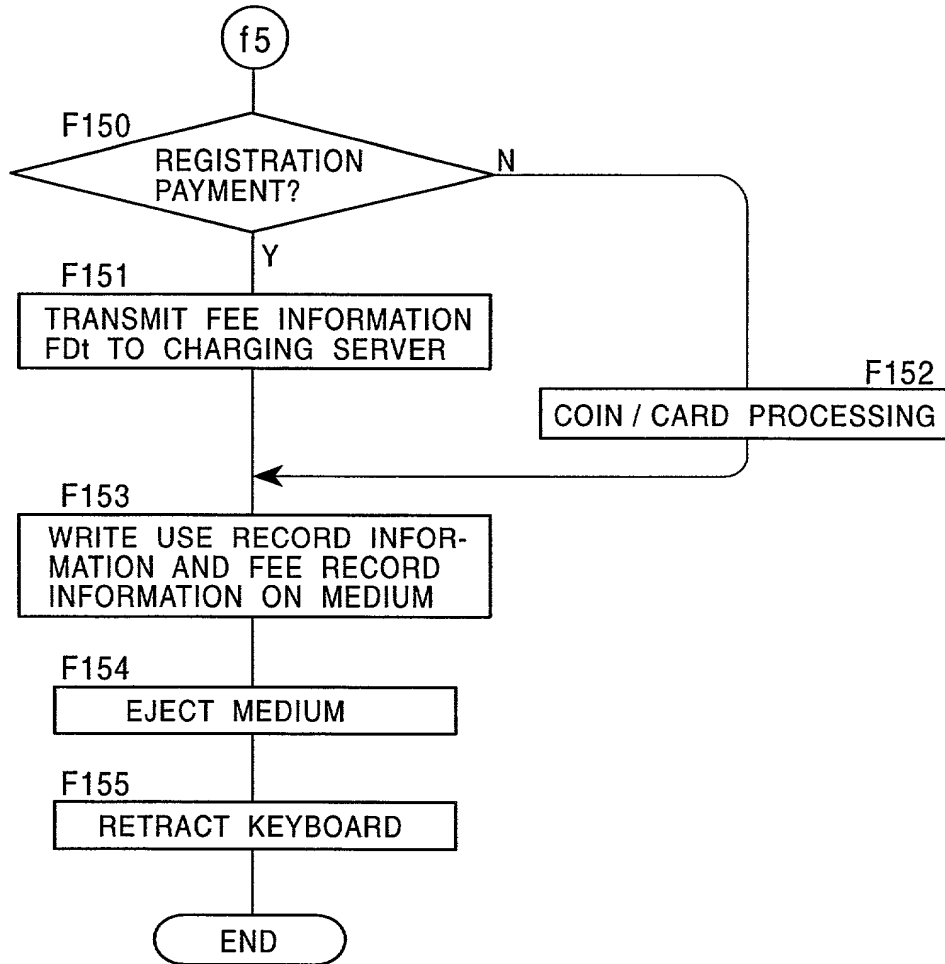 f5
F150
REGISTRATION
PAYMENT?
N
Y
F151
TRANSMIT FEE INFORMATION
FDt TO CHARGING SERVER
F152
COIN / CARD PROCESSING
F153
WRITE USE RECORD INFOR-
MATION AND FEE RECORD
INFORMATION ON MEDIUM
F154
EJECT MEDIUM
F155
RETRACT KEYBOARD
END